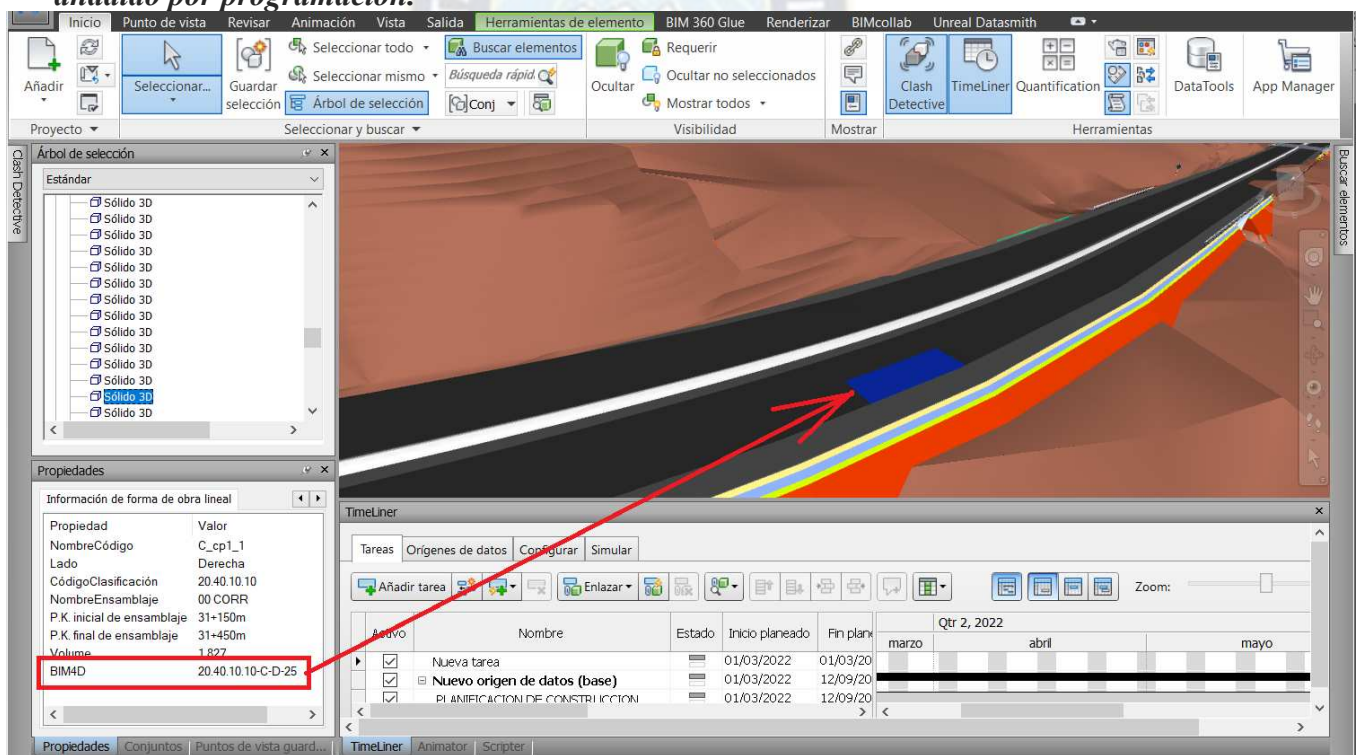 añadido por programación.
Inicio Punto de vista Revisar Animación Vista Salida Herramientas de elemento BIM 360 Glue Renderizar BIMcollab Unreal Datasmith
Añadir
Proyecto
Seleccionar...
Guardar selección
Seleccionar todo
Seleccionar mismo
Árbol de selección
Buscar elementos
Búsqueda rápid
Conj
Seleccionar y buscar
Ocultar
Requerir
Ocultar no seleccionados
Mostrar todos
Visibilidad
Mostrar
Clash Detective
TimeLiner
Quantification
DataTools
App Manager
Herramientas
Clash Detective
Árbol de selección
Estándar
Sólido 3D
Sólido 3D
Sólido 3D
Sólido 3D
Sólido 3D
Sólido 3D
Sólido 3D
Sólido 3D
Sólido 3D
Sólido 3D
Sólido 3D
Sólido 3D
Sólido 3D
Sólido 3D
Buscar elementos
Propiedades
Información de forma de obra lineal
Propiedad Valor
NombreCódigo C_cp1_1
Lado Derecha
CódigoClasificación 20.40.10.10
NombreEnsamblaje 00 CORR
P.K. inicial de ensamblaje 31+150m
P.K. final de ensamblaje 31+450m
Volume 1.827
BIM4D 20.40.10.10-C-D-25
Propiedades Conjuntos Puntos de vista guard...
TimeLiner
Tareas Orígenes de datos Configurar Simular
Añadir tarea Enlazar Zoom:
Activo Nombre Estado Inicio planeado Fin plan
Qtr 2, 2022
marzo abril mayo
Nueva tarea 01/03/2022 01/03/20
Nuevo origen de datos (base) 01/03/2022 12/09/20
PLANIFICACION DE CONSTRUCCION 01/03/2022 12/09/20
TimeLiner Animator Scripter